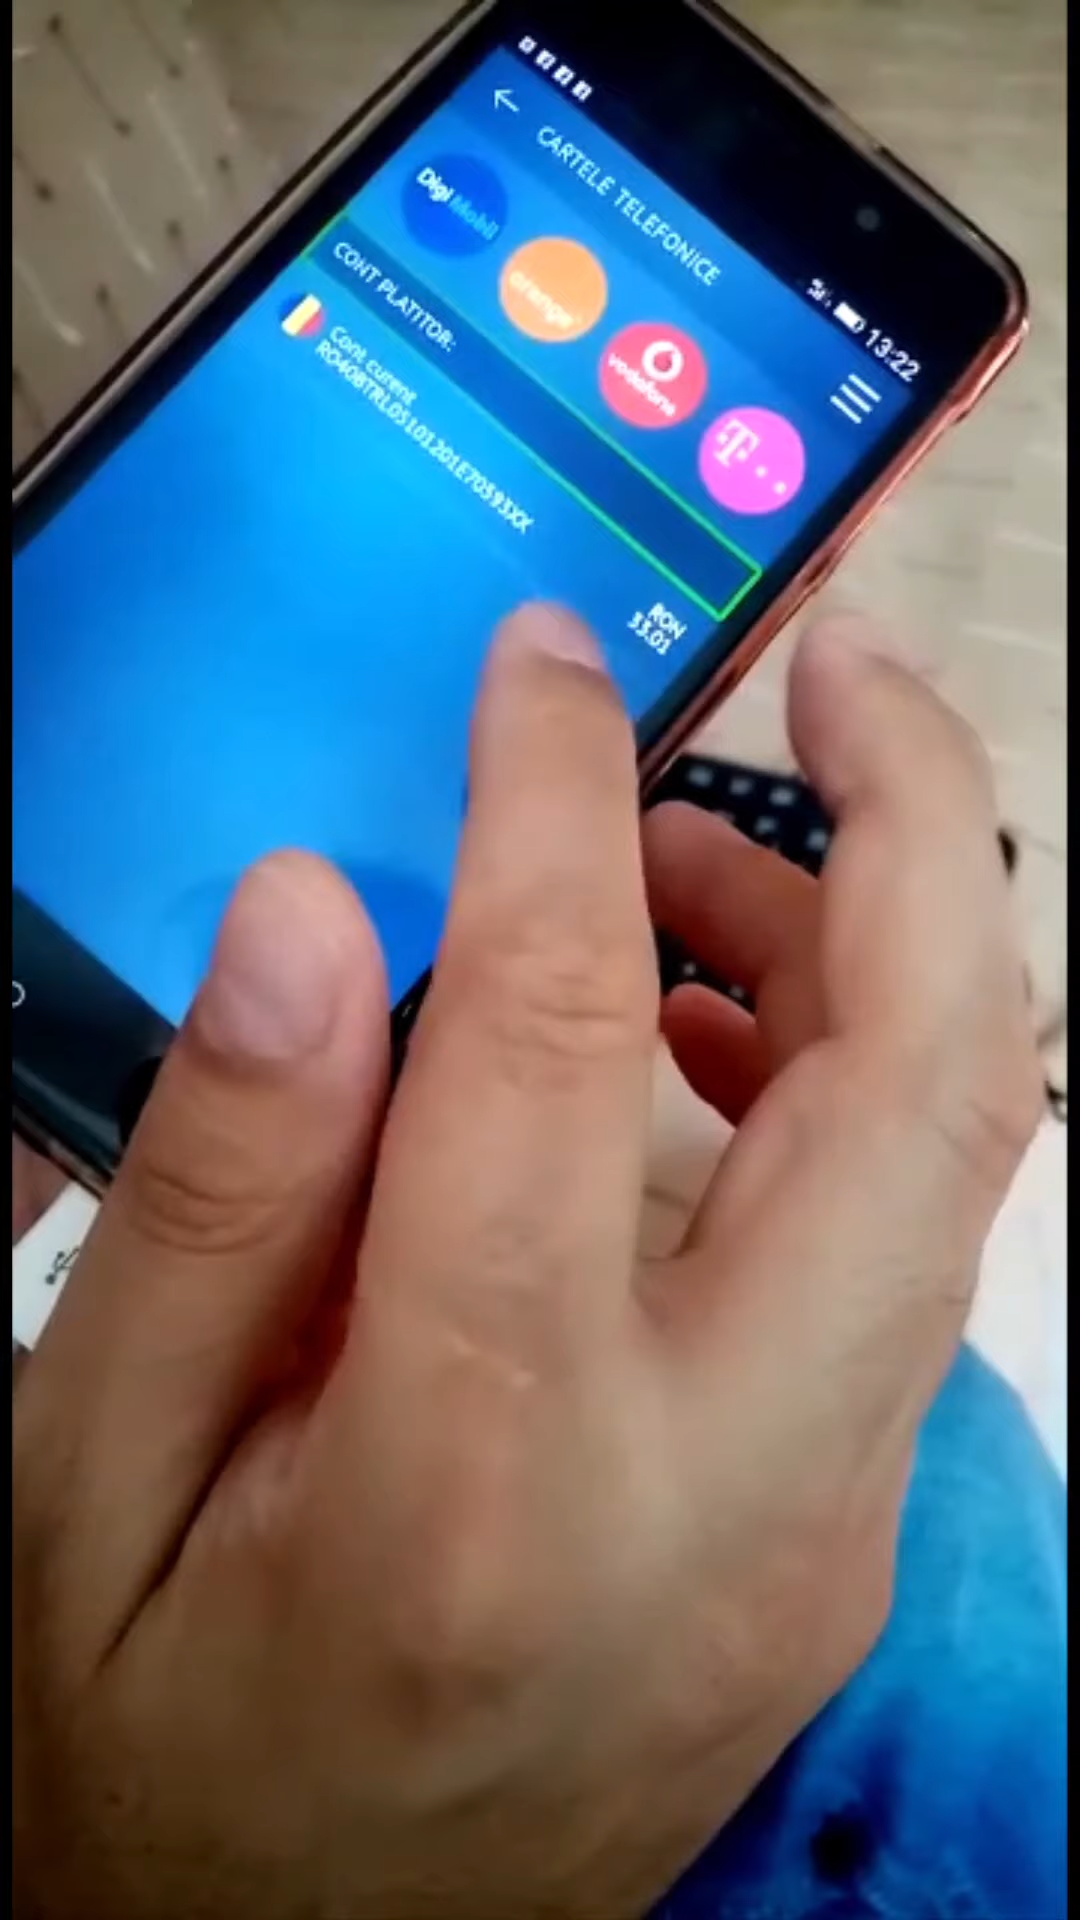 13:22
CARTELE TELEFONICE
Digi Mobil
orange
vodafone
T
CONT PLATITOR:
Cont curent
RO40BTRL05101201E70593XX
RON
33.01